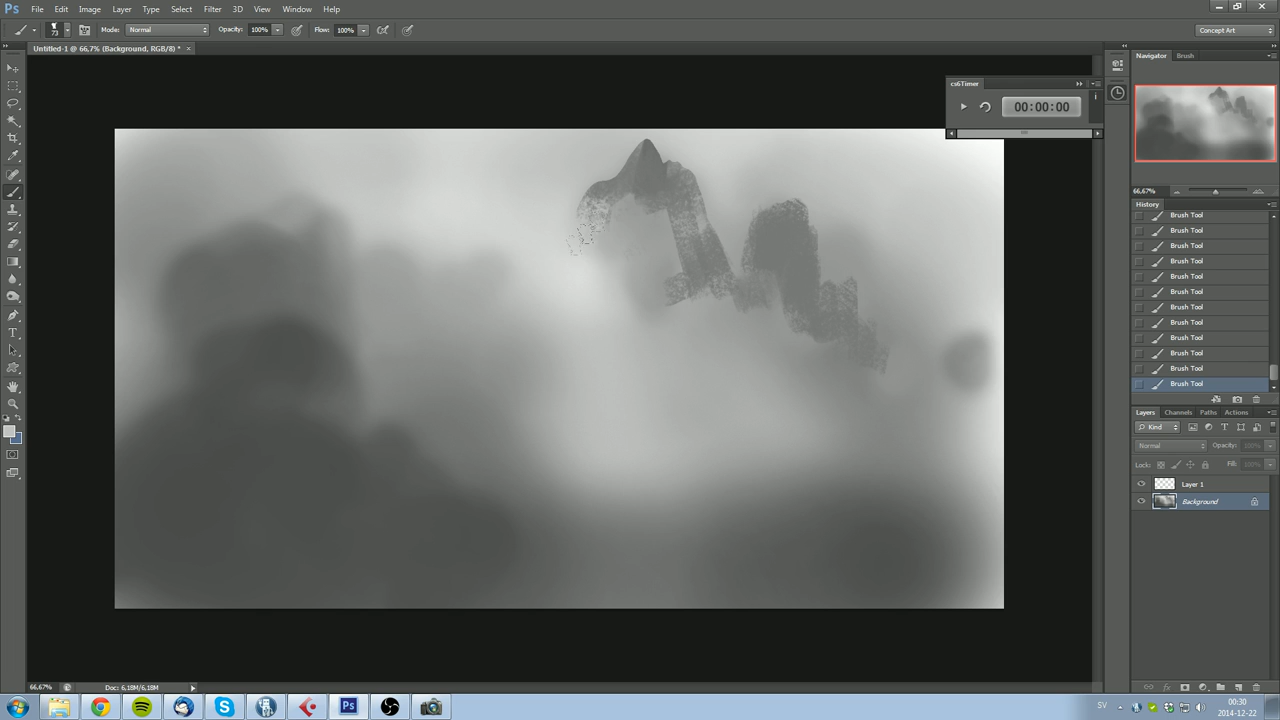 Ps File Edit Image Layer Type Select Filter 3D View Window Help
73 Mode: Normal Opacity: 100% Flow: 100% Concept Art
Untitled-1 @ 66,7% (Background, RGB/8) * ×
Navigator Brush
cs6Timer
00:00:00
66,67%
History
Brush Tool
Brush Tool
Brush Tool
Brush Tool
Brush Tool
Brush Tool
Brush Tool
Brush Tool
Brush Tool
Brush Tool
Brush Tool
Brush Tool
Layers Channels Paths Actions
Kind
Normal Opacity: 100%
Lock: Fill: 100%
Layer 1
Background
66,67% Doc: 6,18M/6,18M
Ps SV 00:30
2014-12-22